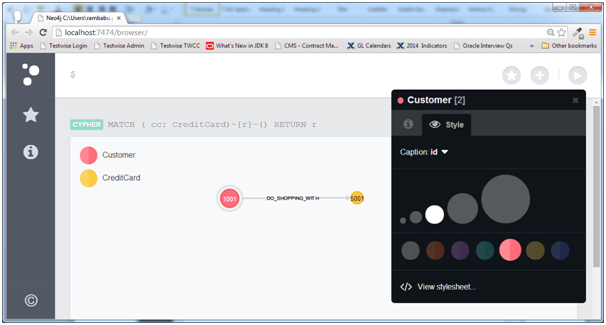 Neo4j C:\Users\rambabu.p
localhost:7474/browser/
Apps Testwise Login Testwise Admin Testwise TWCC What's New in JDK 8 CMS - Contract Ma... GL Calendars 2014 Indicators Oracle Interview Qs » Other bookmarks
$
CYPHER MATCH ( cc: CreditCard)-[r]-() RETURN r
Customer
CreditCard
1001 DO_SHOPPING_WITH 5001
Customer [2]
Style
Caption: id
</> View stylesheet...
©